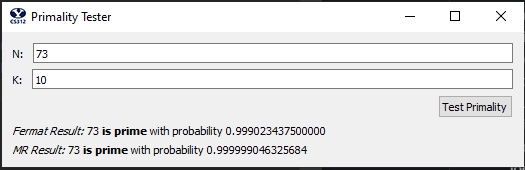 CS312 Primality Tester
N: 73
K: 10
Test Primality
Fermat Result: 73 is prime with probability 0.999023437500000
MR Result: 73 is prime with probability 0.999999046325684